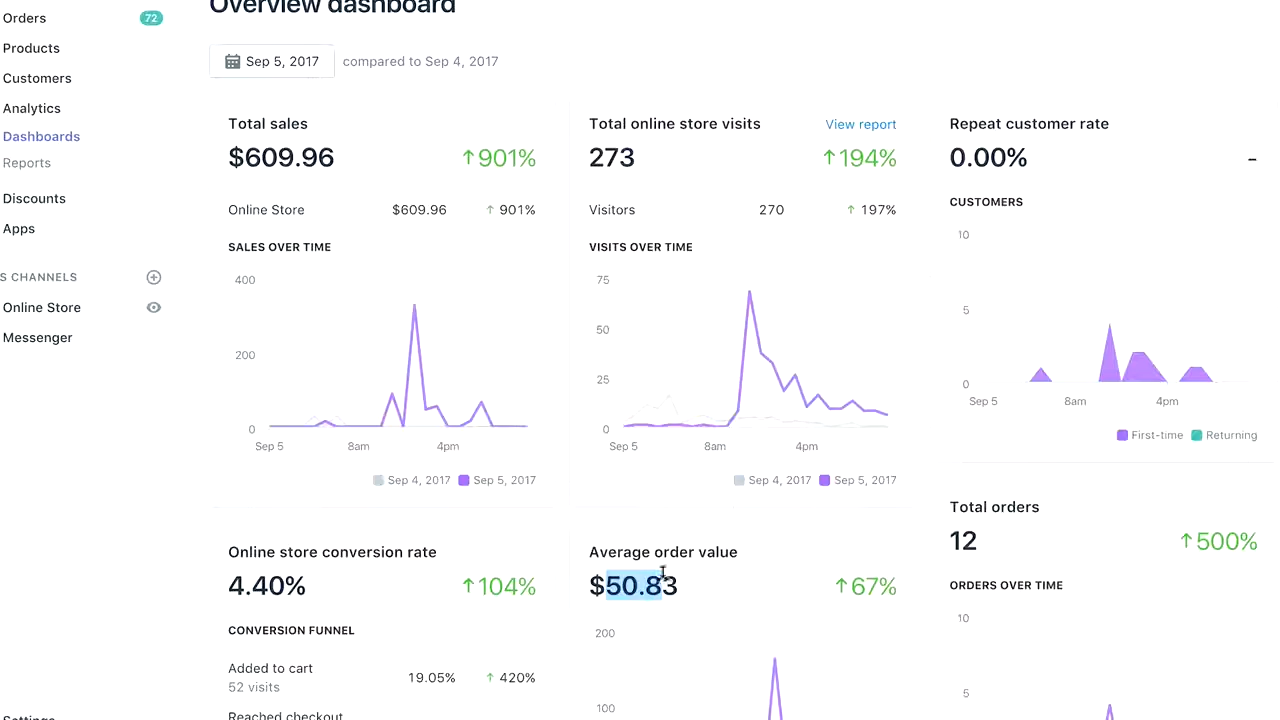 Orders 72
Products
Customers
Analytics
Dashboards
Reports
Discounts
Apps
S CHANNELS
Online Store
Messenger
Settings
Overview dashboard
Sep 5, 2017 compared to Sep 4, 2017
Total sales
$609.96 ↑901%
Online Store $609.96 ↑ 901%
SALES OVER TIME
400
200
0
Sep 5 8am 4pm
Sep 4, 2017 Sep 5, 2017
Total online store visits View report
273 ↑194%
Visitors 270 ↑ 197%
VISITS OVER TIME
75
50
25
0
Sep 5 8am 4pm
Sep 4, 2017 Sep 5, 2017
Repeat customer rate
0.00% -
CUSTOMERS
10
5
0
Sep 5 8am 4pm
First-time Returning
Online store conversion rate
4.40% ↑104%
CONVERSION FUNNEL
Added to cart 19.05% ↑ 420%
52 visits
Reached checkout
Average order value
$50.83 ↑67%
200
100
Total orders
12 ↑500%
ORDERS OVER TIME
10
5